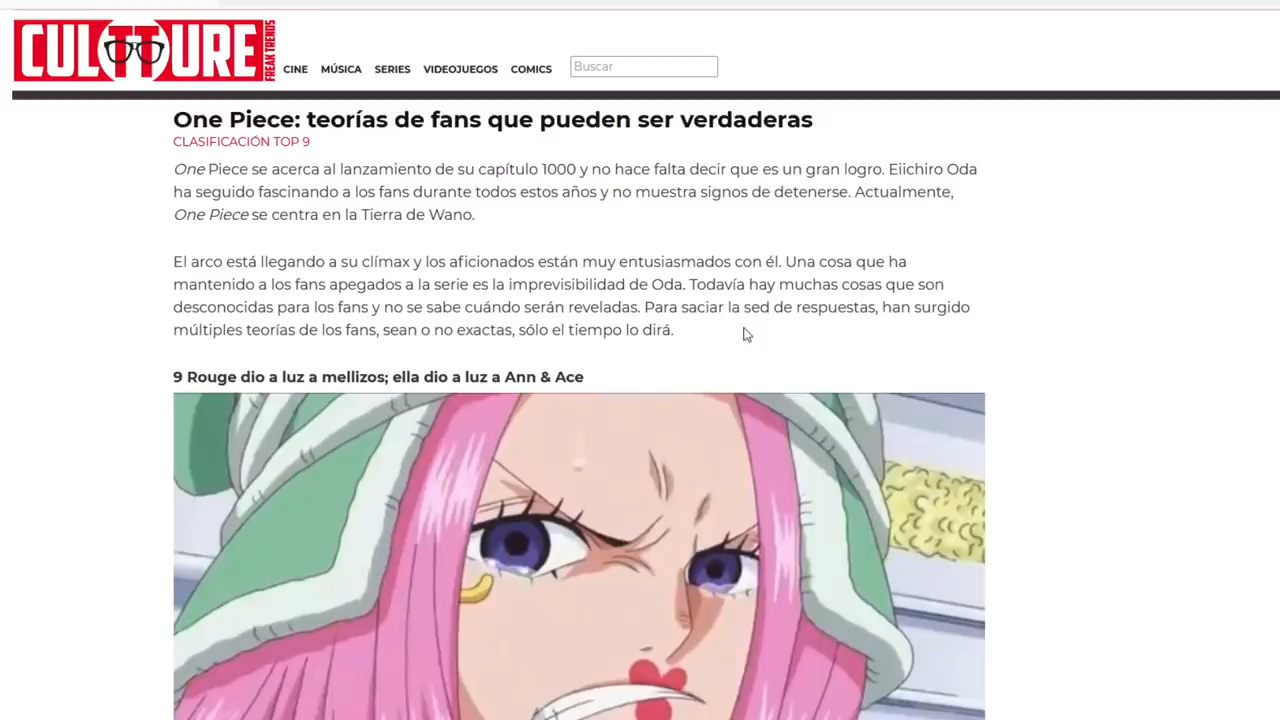 CULTTURE
FREAK TRENDS
CINE MÚSICA SERIES VIDEOJUEGOS COMICS Buscar
One Piece: teorías de fans que pueden ser verdaderas
CLASIFICACIÓN TOP 9
One Piece se acerca al lanzamiento de su capítulo 1000 y no hace falta decir que es un gran logro. Eiichiro Oda
ha seguido fascinando a los fans durante todos estos años y no muestra signos de detenerse. Actualmente,
One Piece se centra en la Tierra de Wano.
El arco está llegando a su clímax y los aficionados están muy entusiasmados con él. Una cosa que ha
mantenido a los fans apegados a la serie es la imprevisibilidad de Oda. Todavía hay muchas cosas que son
desconocidas para los fans y no se sabe cuándo serán reveladas. Para saciar la sed de respuestas, han surgido
múltiples teorías de los fans, sean o no exactas, sólo el tiempo lo dirá.
9 Rouge dio a luz a mellizos; ella dio a luz a Ann & Ace